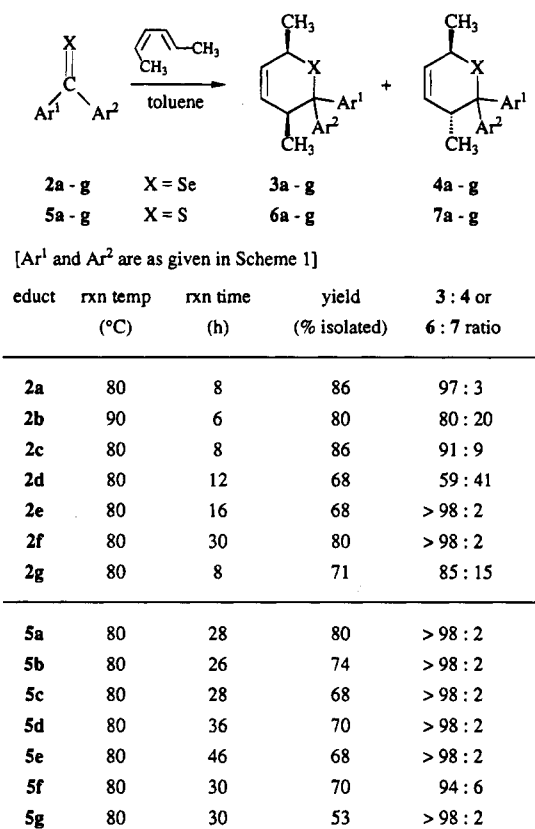 X
C
Ar¹ Ar²
CH₃
CH₃
toluene
CH₃
X
Ar¹
Ar²
CH₃
+
CH₃
X
Ar¹
Ar²
CH₃
2a - g X = Se 3a - g 4a - g
5a - g X = S 6a - g 7a - g
[Ar¹ and Ar² are as given in Scheme 1]
educt rxn temp rxn time yield 3 : 4 or
(°C) (h) (% isolated) 6 : 7 ratio
2a 80 8 86 97 : 3
2b 90 6 80 80 : 20
2c 80 8 86 91 : 9
2d 80 12 68 59 : 41
2e 80 16 68 > 98 : 2
2f 80 30 80 > 98 : 2
2g 80 8 71 85 : 15
5a 80 28 80 > 98 : 2
5b 80 26 74 > 98 : 2
5c 80 28 68 > 98 : 2
5d 80 36 70 > 98 : 2
5e 80 46 68 > 98 : 2
5f 80 30 70 94 : 6
5g 80 30 53 > 98 : 2